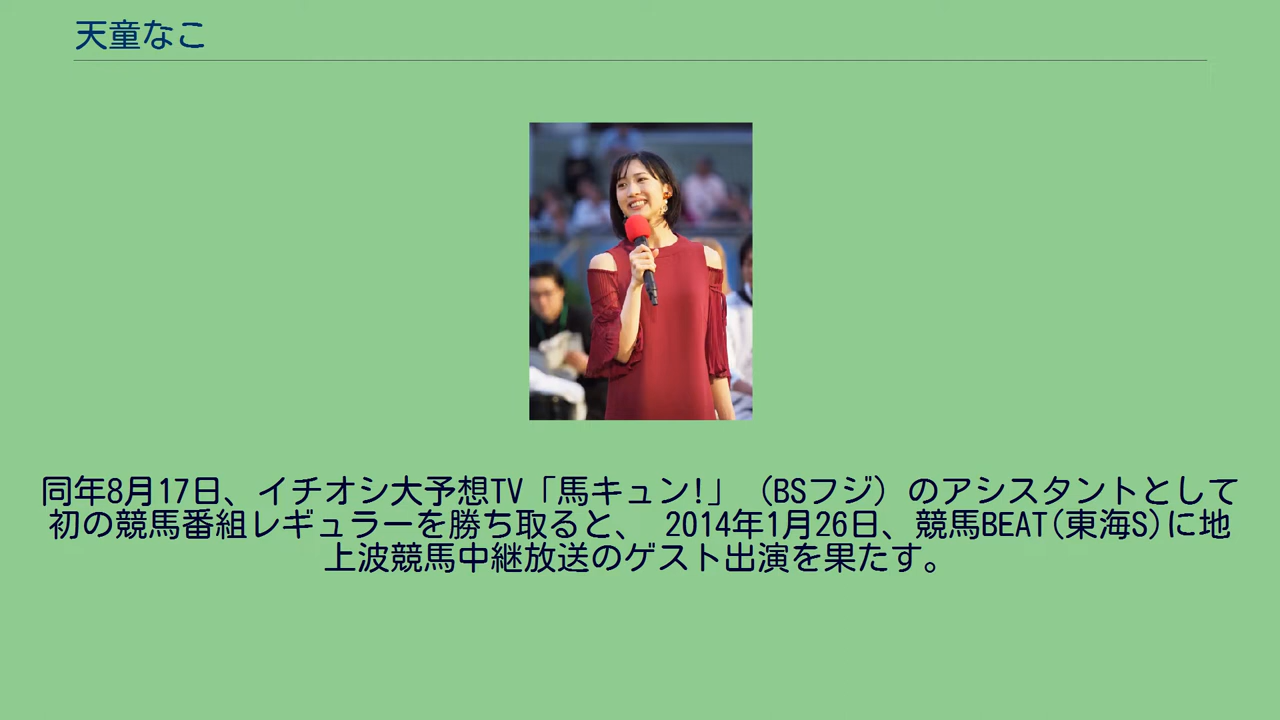 天童なこ
同年8月17日、イチオシ大予想TV「馬キュン!」（BSフジ）のアシスタントとして
初の競馬番組レギュラーを勝ち取ると、 2014年1月26日、競馬BEAT(東海S)に地
上波競馬中継放送のゲスト出演を果たす。